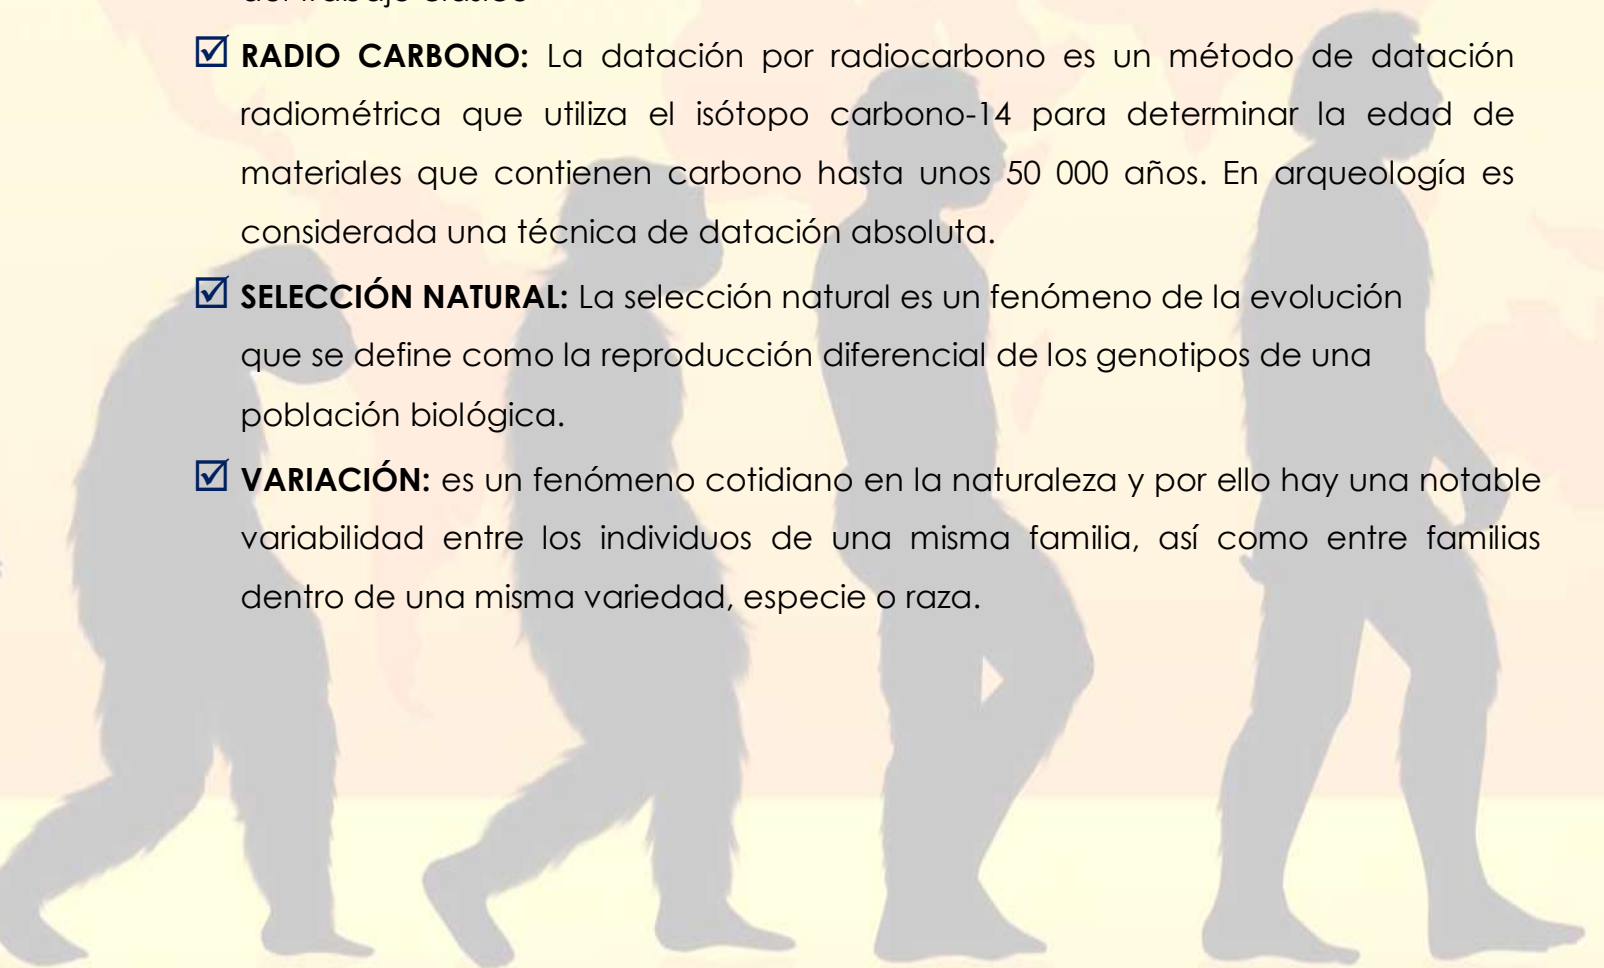 RADIO CARBONO: La datación por radiocarbono es un método de datación
radiométrica que utiliza el isótopo carbono-14 para determinar la edad de
materiales que contienen carbono hasta unos 50 000 años. En arqueología es
considerada una técnica de datación absoluta.
SELECCIÓN NATURAL: La selección natural es un fenómeno de la evolución
que se define como la reproducción diferencial de los genotipos de una
población biológica.
VARIACIÓN: es un fenómeno cotidiano en la naturaleza y por ello hay una notable
variabilidad entre los individuos de una misma familia, así como entre familias
dentro de una misma variedad, especie o raza.